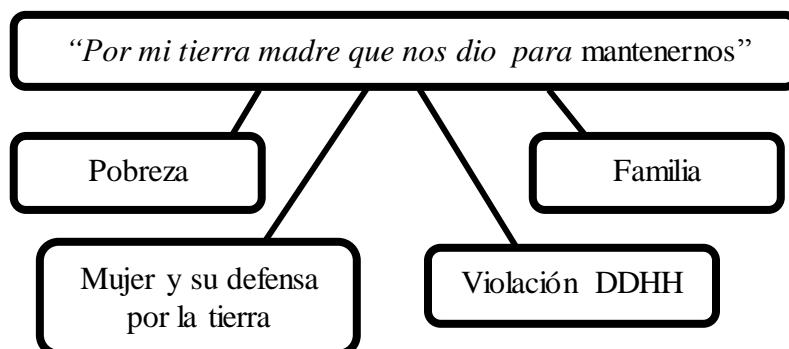 “Por mi tierra madre que nos dio para mantenernos”
Pobreza
Familia
Mujer y su defensa
por la tierra
Violación DDHH